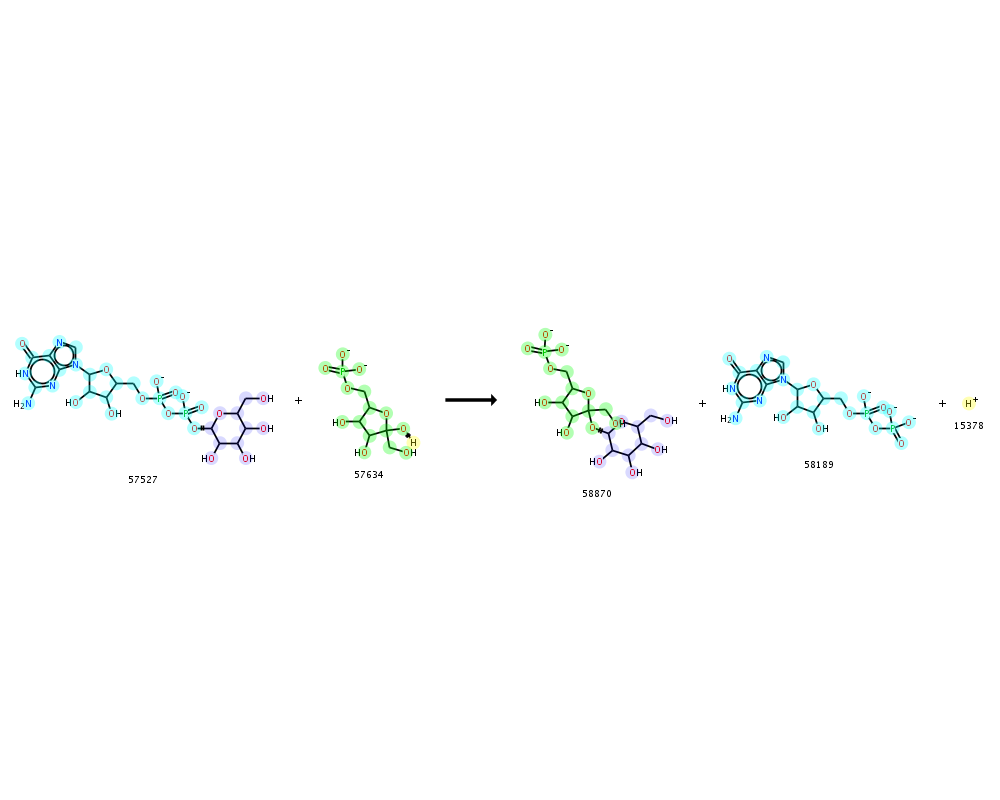 O N N HN N H₂N O HO OH O P O⁻ O O P O⁻ O O O OH OH HO OH
57527
+
O⁻ O P O⁻ O O HO HO O H OH
57634
O⁻ O P O⁻ O O HO HO O OH O OH OH OH HO
58870
+
O N N HN N H₂N O HO OH O P O⁻ O O P O⁻ O⁻ O
58189
+
H⁺
15378